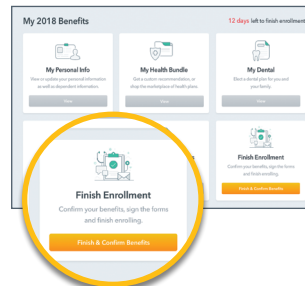 My 2018 Benefits
12 days left to finish enrollment
My Personal Info
View or update your personal information
as well as dependent information.
View
My Health Bundle
Get a custom recommendation, or
shop the marketplace of health plans.
View
My Dental
Elect a dental plan for you and
your family.
View
Finish Enrollment
Confirm your benefits, sign the forms
and finish enrolling.
Finish & Confirm Benefits
Finish Enrollment
Confirm your benefits, sign the forms
and finish enrolling.
Finish & Confirm Benefits